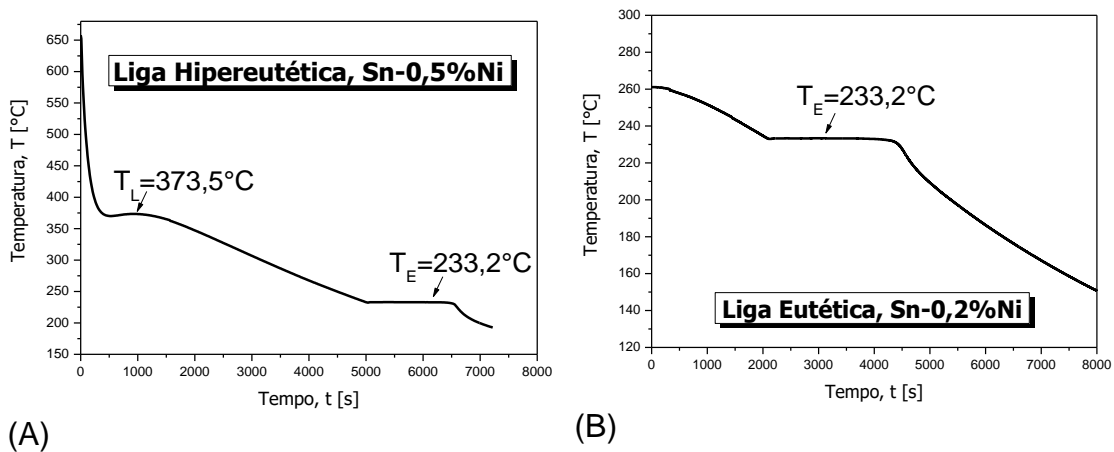 650
600
550
500
450
400
350
300
250
200
150
Temperatura, T [°C]
Liga Hipereutética, Sn-0,5%Ni
T_L=373,5°C
T_E=233,2°C
0 1000 2000 3000 4000 5000 6000 7000 8000
Tempo, t [s]
(A)
300
280
260
240
220
200
180
160
140
120
Temperatura, T [°C]
T_E=233,2°C
Liga Eutética, Sn-0,2%Ni
0 1000 2000 3000 4000 5000 6000 7000 8000
Tempo, t [s]
(B)